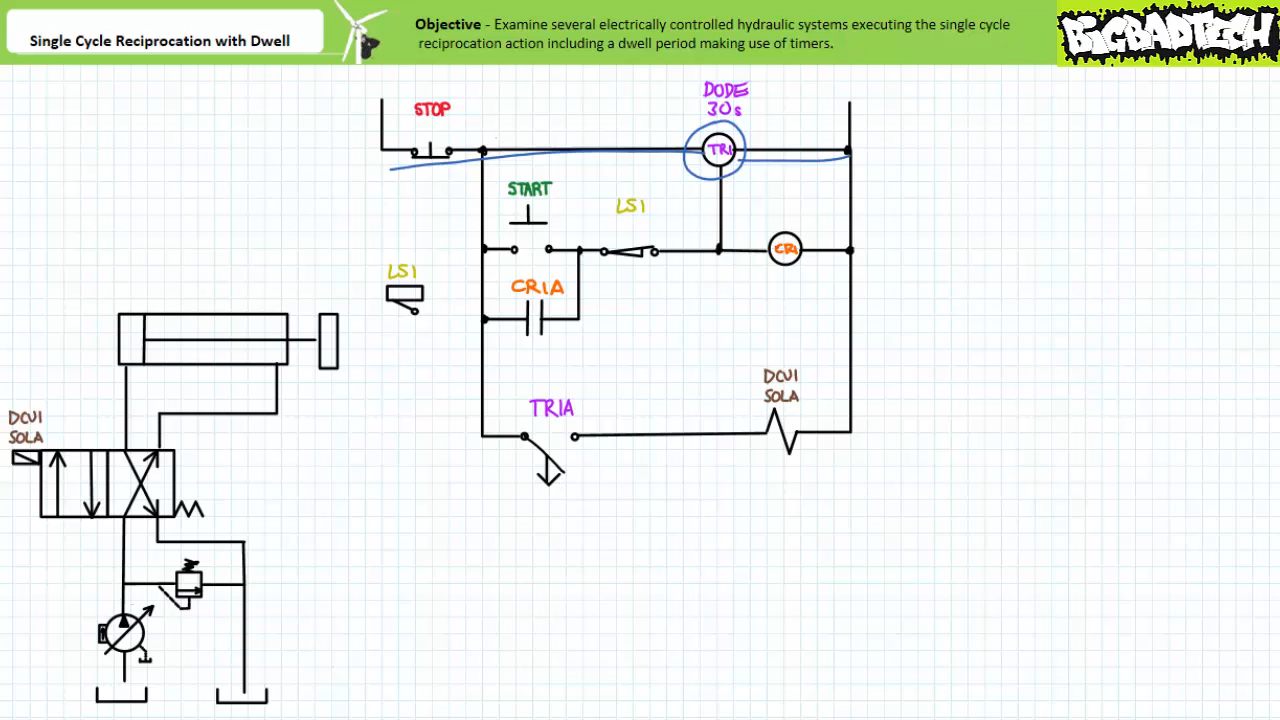 Single Cycle Reciprocation with Dwell
Objective - Examine several electrically controlled hydraulic systems executing the single cycle
reciprocation action including a dwell period making use of timers.
BIGBADTECH
DODE
30s
STOP
TR1
START
LS1
CR1
LS1
CR1A
DCV1
SOLA
TR1A
DCV1
SOLA